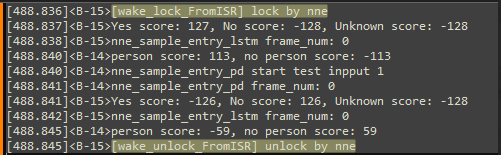 [488.836]<B-15>[wake_lock_FromISR] lock by nne
[488.837]<B-15>Yes score: 127, No score: -128, Unknown score: -128
[488.838]<B-15>nne_sample_entry_lstm frame_num: 0
[488.840]<B-14>person score: 113, no person score: -113
[488.840]<B-14>nne_sample_entry_pd start test inpput 1
[488.841]<B-14>nne_sample_entry_pd frame_num: 0
[488.841]<B-15>Yes score: -126, No score: 126, Unknown score: -128
[488.842]<B-15>nne_sample_entry_lstm frame_num: 0
[488.845]<B-14>person score: -59, no person score: 59
[488.845]<B-15>[wake_unlock_FromISR] unlock by nne